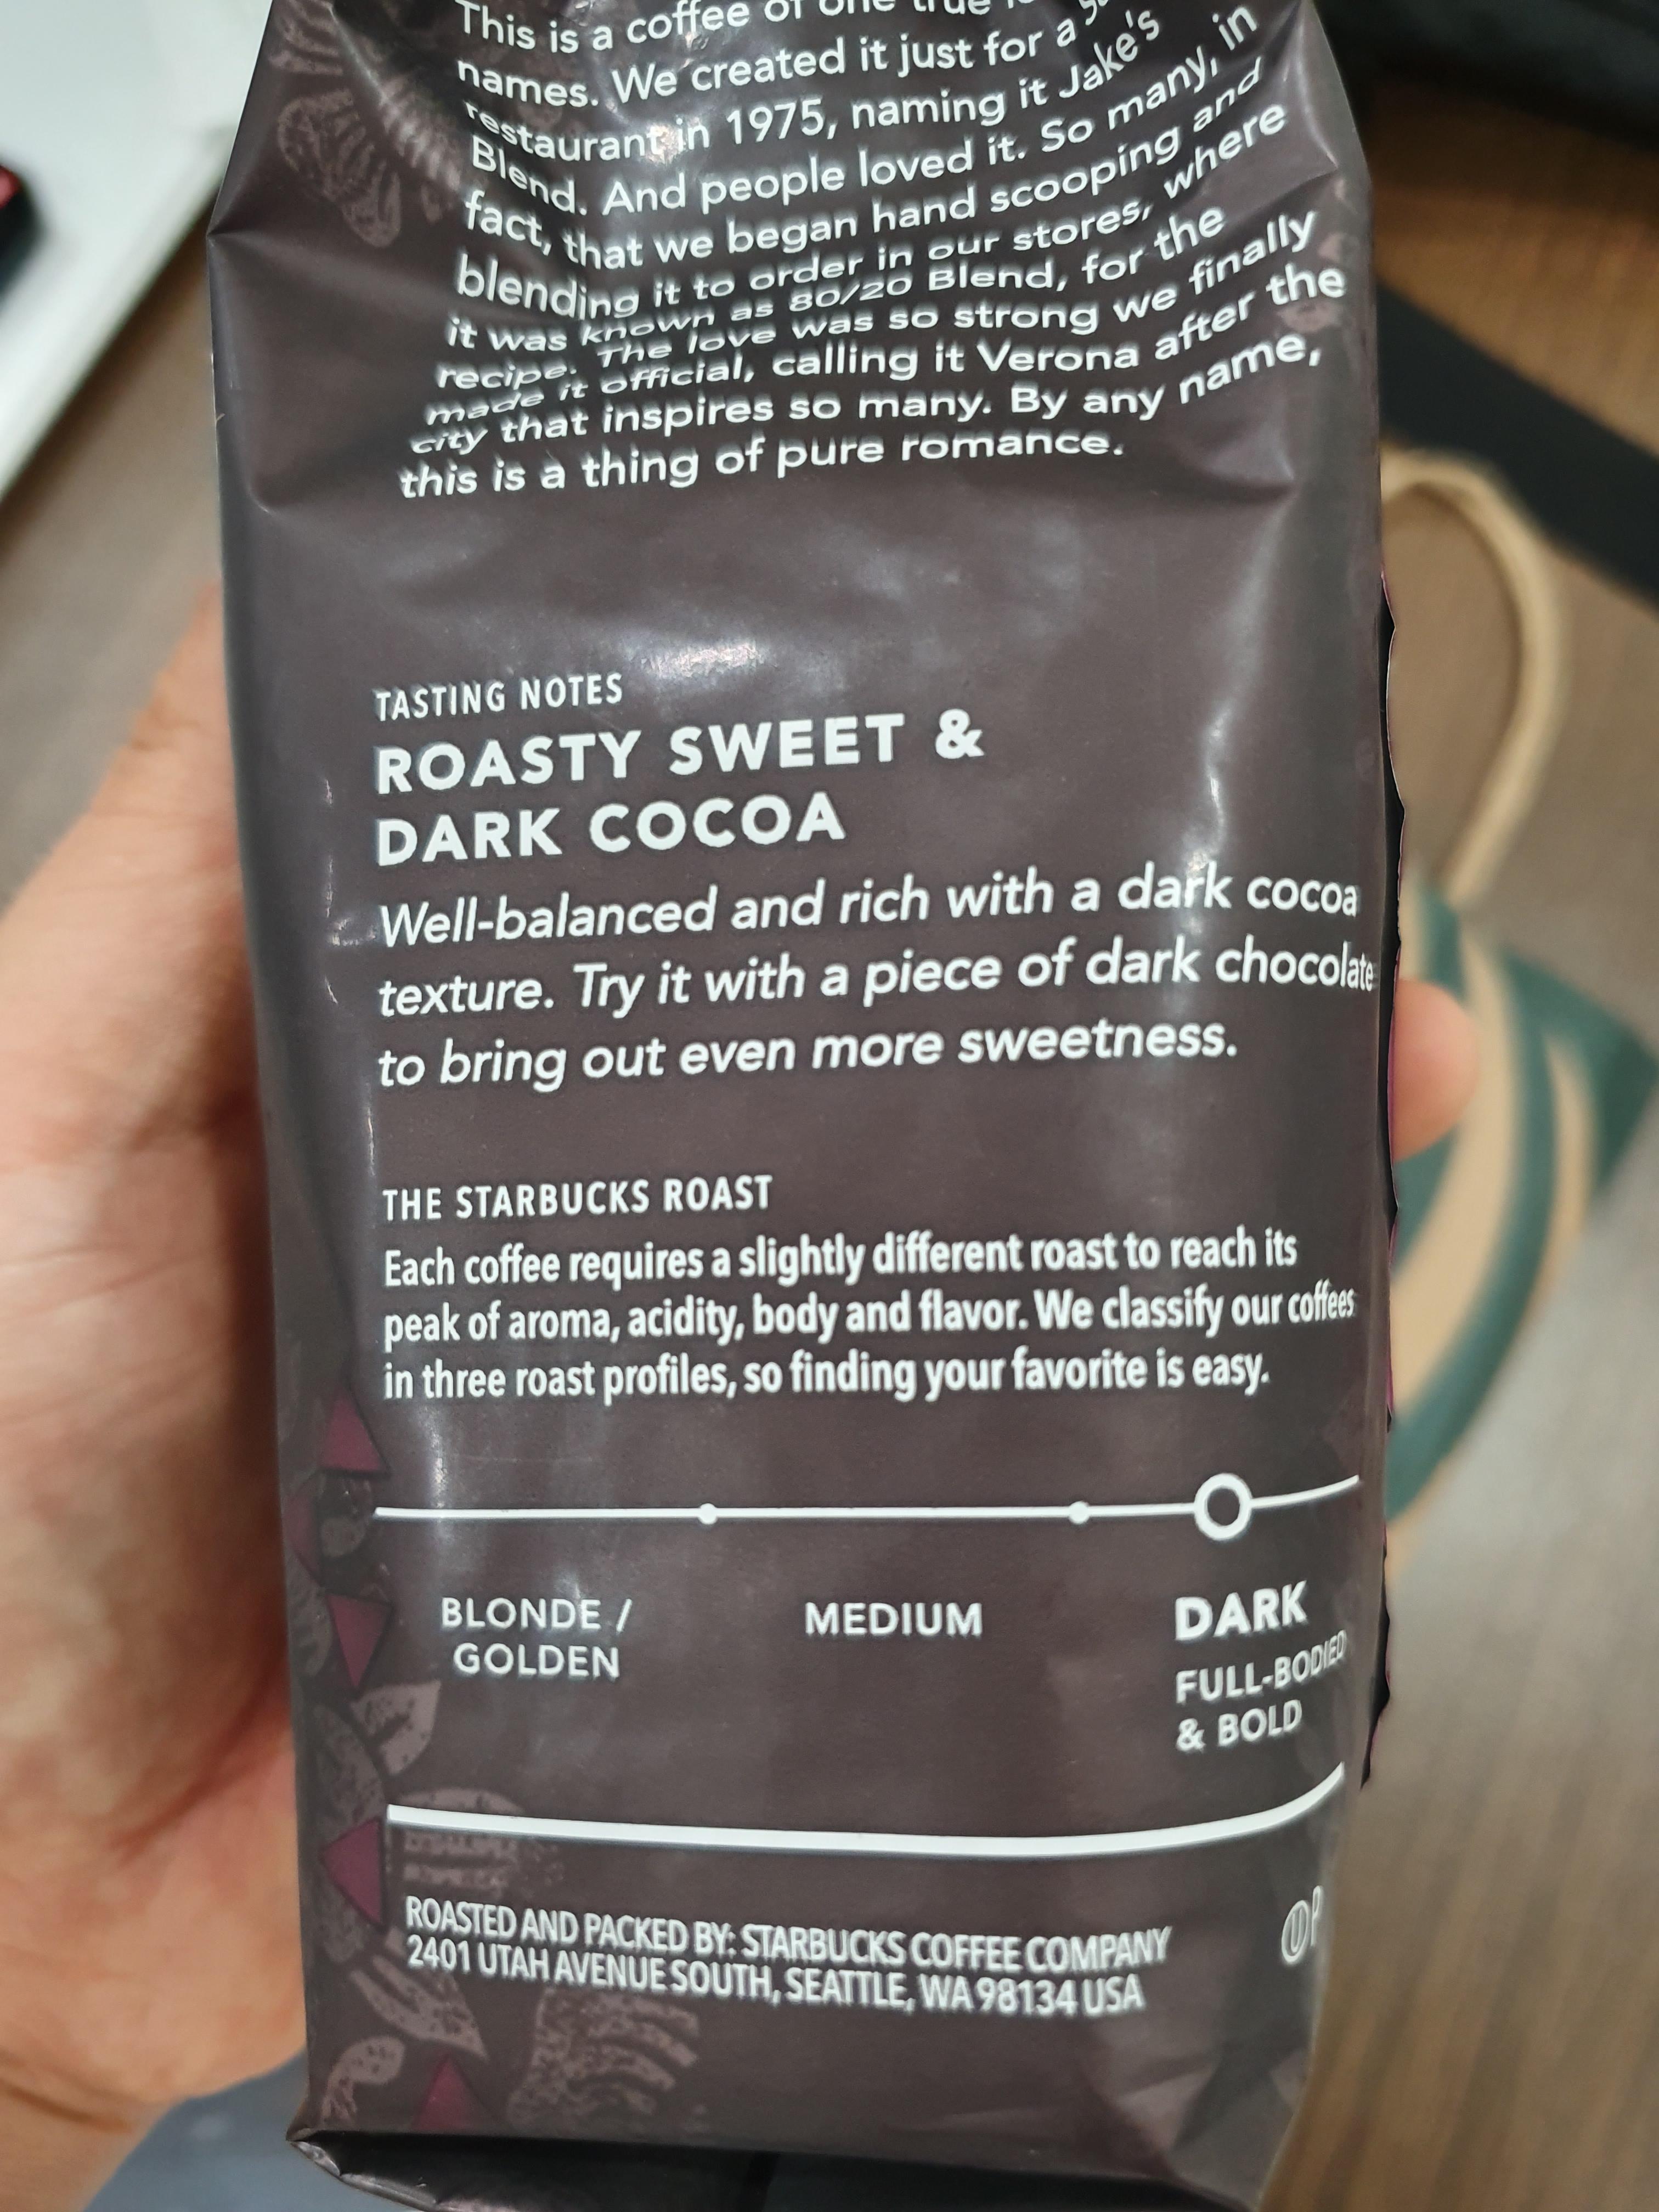 This is a coffee of one true
names. We created it just for a
restaurant in 1975, naming it Jake's
Blend. And people loved it. So many, in
fact, that we began hand scooping and
blending it to order in our stores, where
it was known as 80/20 Blend, for the
recipe. The love was so strong we finally
made it official, calling it Verona after the
city that inspires so many. By any name,
this is a thing of pure romance.
TASTING NOTES
ROASTY SWEET &
DARK COCOA
Well-balanced and rich with a dark cocoa
texture. Try it with a piece of dark chocolate
to bring out even more sweetness.
THE STARBUCKS ROAST
Each coffee requires a slightly different roast to reach its
peak of aroma, acidity, body and flavor. We classify our coffees
in three roast profiles, so finding your favorite is easy.
BLONDE /
GOLDEN
MEDIUM
DARK
FULL-BODIED
& BOLD
ROASTED AND PACKED BY: STARBUCKS COFFEE COMPANY
2401 UTAH AVENUE SOUTH, SEATTLE, WA 98134 USA